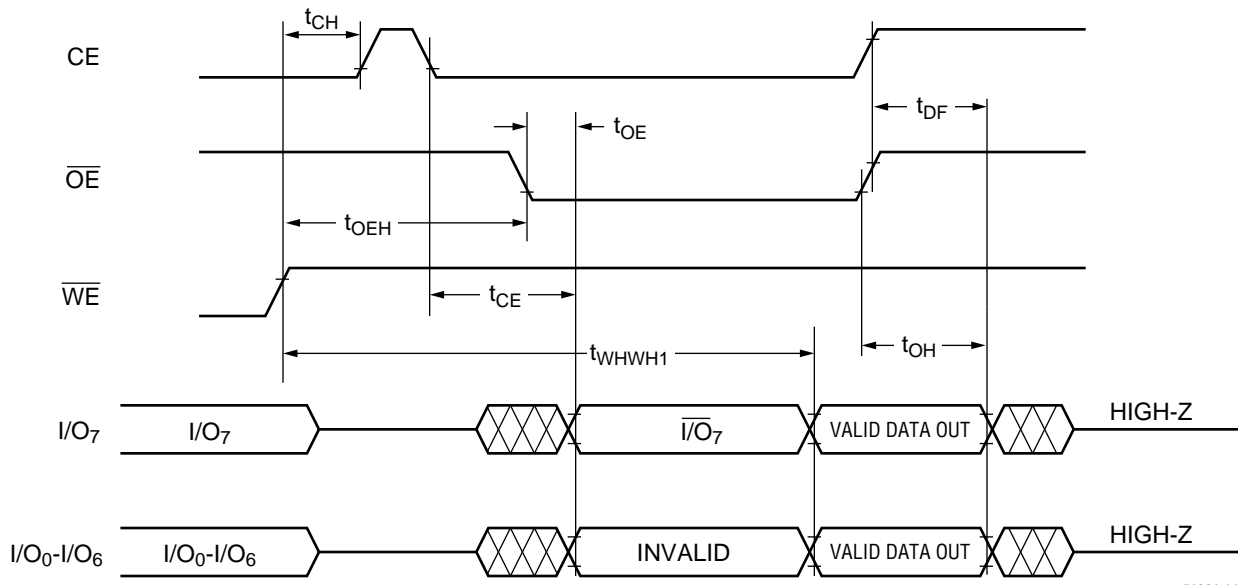 tCH
CE
tDF
tOE
OE
tOEH
WE
tCE
tOH
tWHWH1
I/O7
I/O7
I/O7
VALID DATA OUT
HIGH-Z
I/O0-I/O6
I/O0-I/O6
INVALID
VALID DATA OUT
HIGH-Z